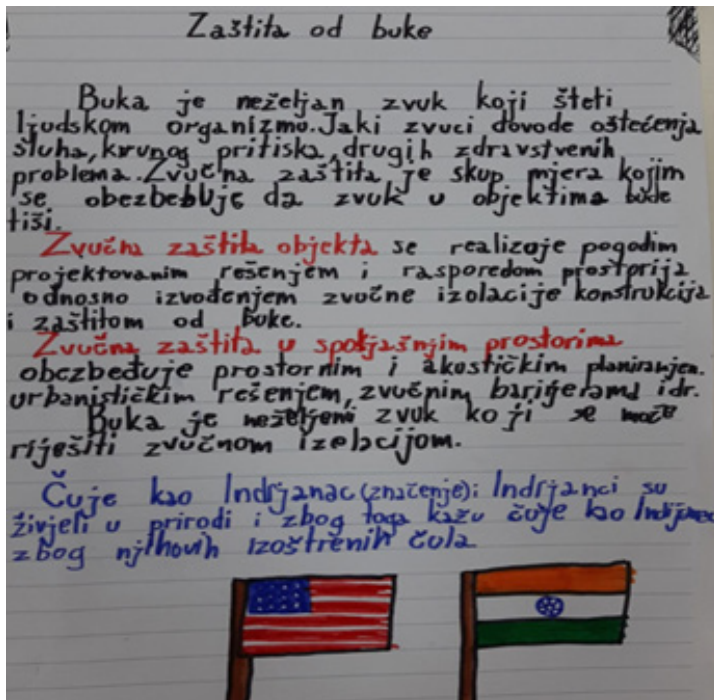 Zaštita od buke
Buka je neželjan zvuk koji šteti
ljudskom organizmu. Jaki zvuci dovode oštećenja
sluha, krvnog pritiska, drugih zdravstvenih
problema. Zvučna zaštita je skup mjera kojim
se obezbebuje da zvuk u objektima bude
tiši.
Zvučna zaštita objekta se realizoje pogodim
projektovanim rešenjem i rasporedom prostorija
odnosno izvođenjem zvučne izolacije konstrukcija
i zaštitom od buke.
Zvučna zaštita u spoljašnjim prostorima
obezbeđuje prostornim i akostičkim planiranjem.
urbanističkim rešenjem, zvučnim barijerama idr.
Buka je neželjeni zvuk koji se može
riješiti zvučnom izolacijom.
Čuje kao Indijanac (značenje): Indijanci su
živjeli u prirodi i zbog toga kažu čuje kao Indijanac
zbog njihovih izoštrenih čula